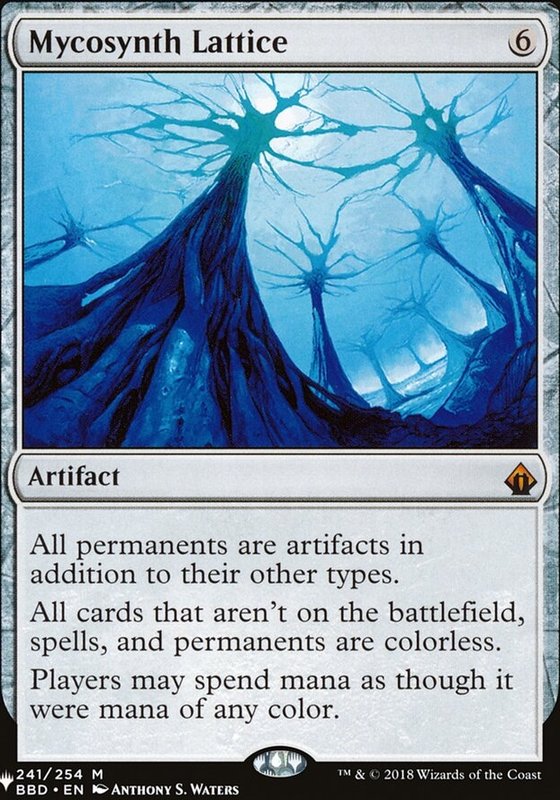 Mycosynth Lattice 6
Artifact
All permanents are artifacts in
addition to their other types.
All cards that aren't on the battlefield,
spells, and permanents are colorless.
Players may spend mana as though it
were mana of any color.
241/254 M
BBD • EN Anthony S. Waters
™ & © 2018 Wizards of the Coast